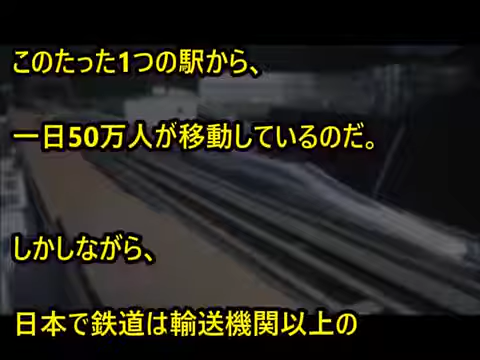 このたった1つの駅から、
一日50万人が移動しているのだ。
しかしながら、
日本で鉄道は輸送機関以上の